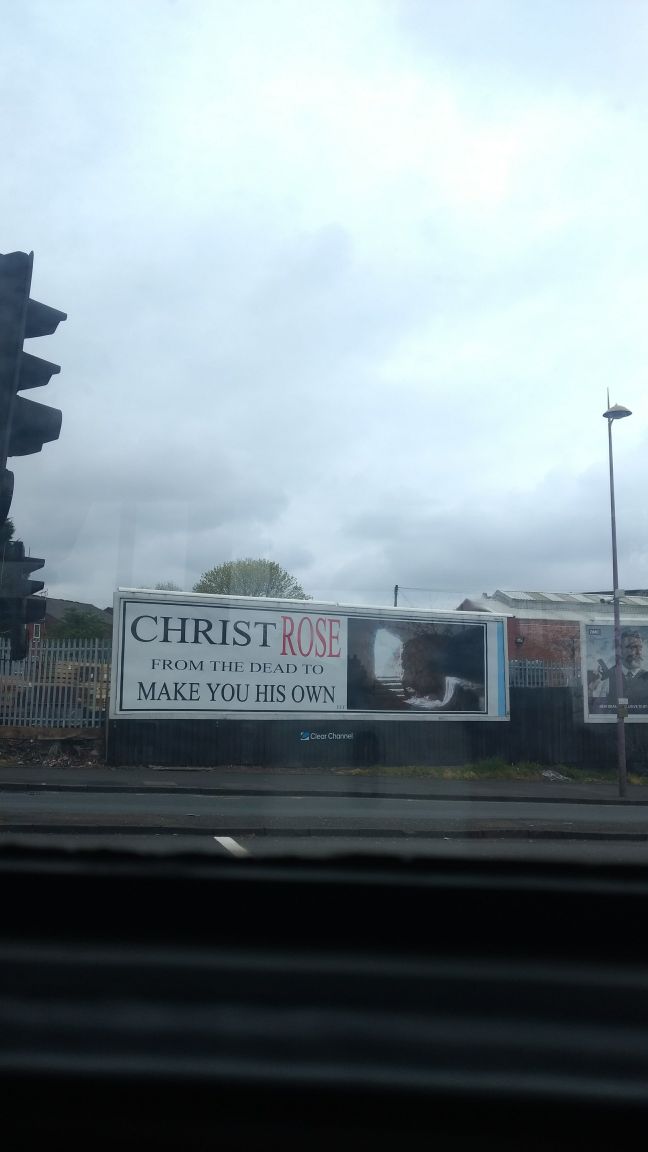 CHRIST ROSE
FROM THE DEAD TO
MAKE YOU HIS OWN
Clear Channel